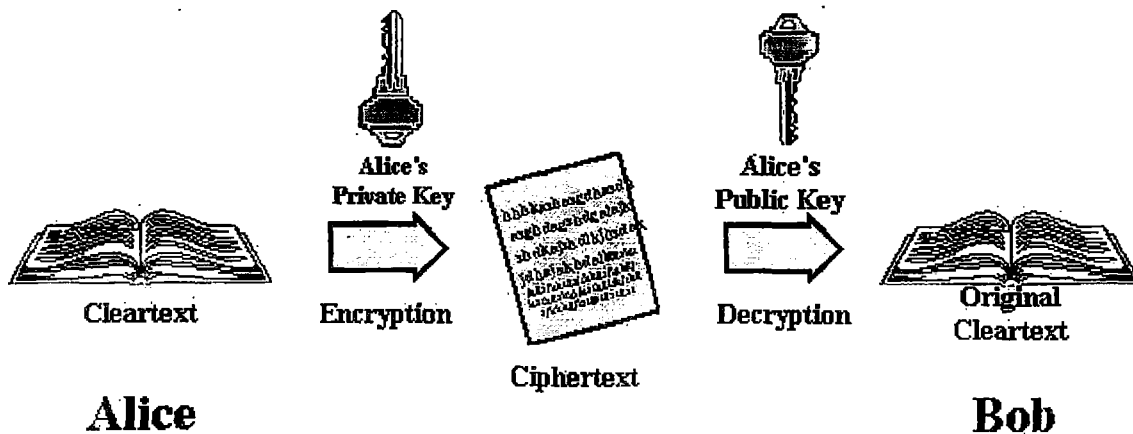 Alice's
Private Key
Alice's
Public Key
Cleartext
Encryption
Decryption
Original
Cleartext
Ciphertext
Alice
Bob